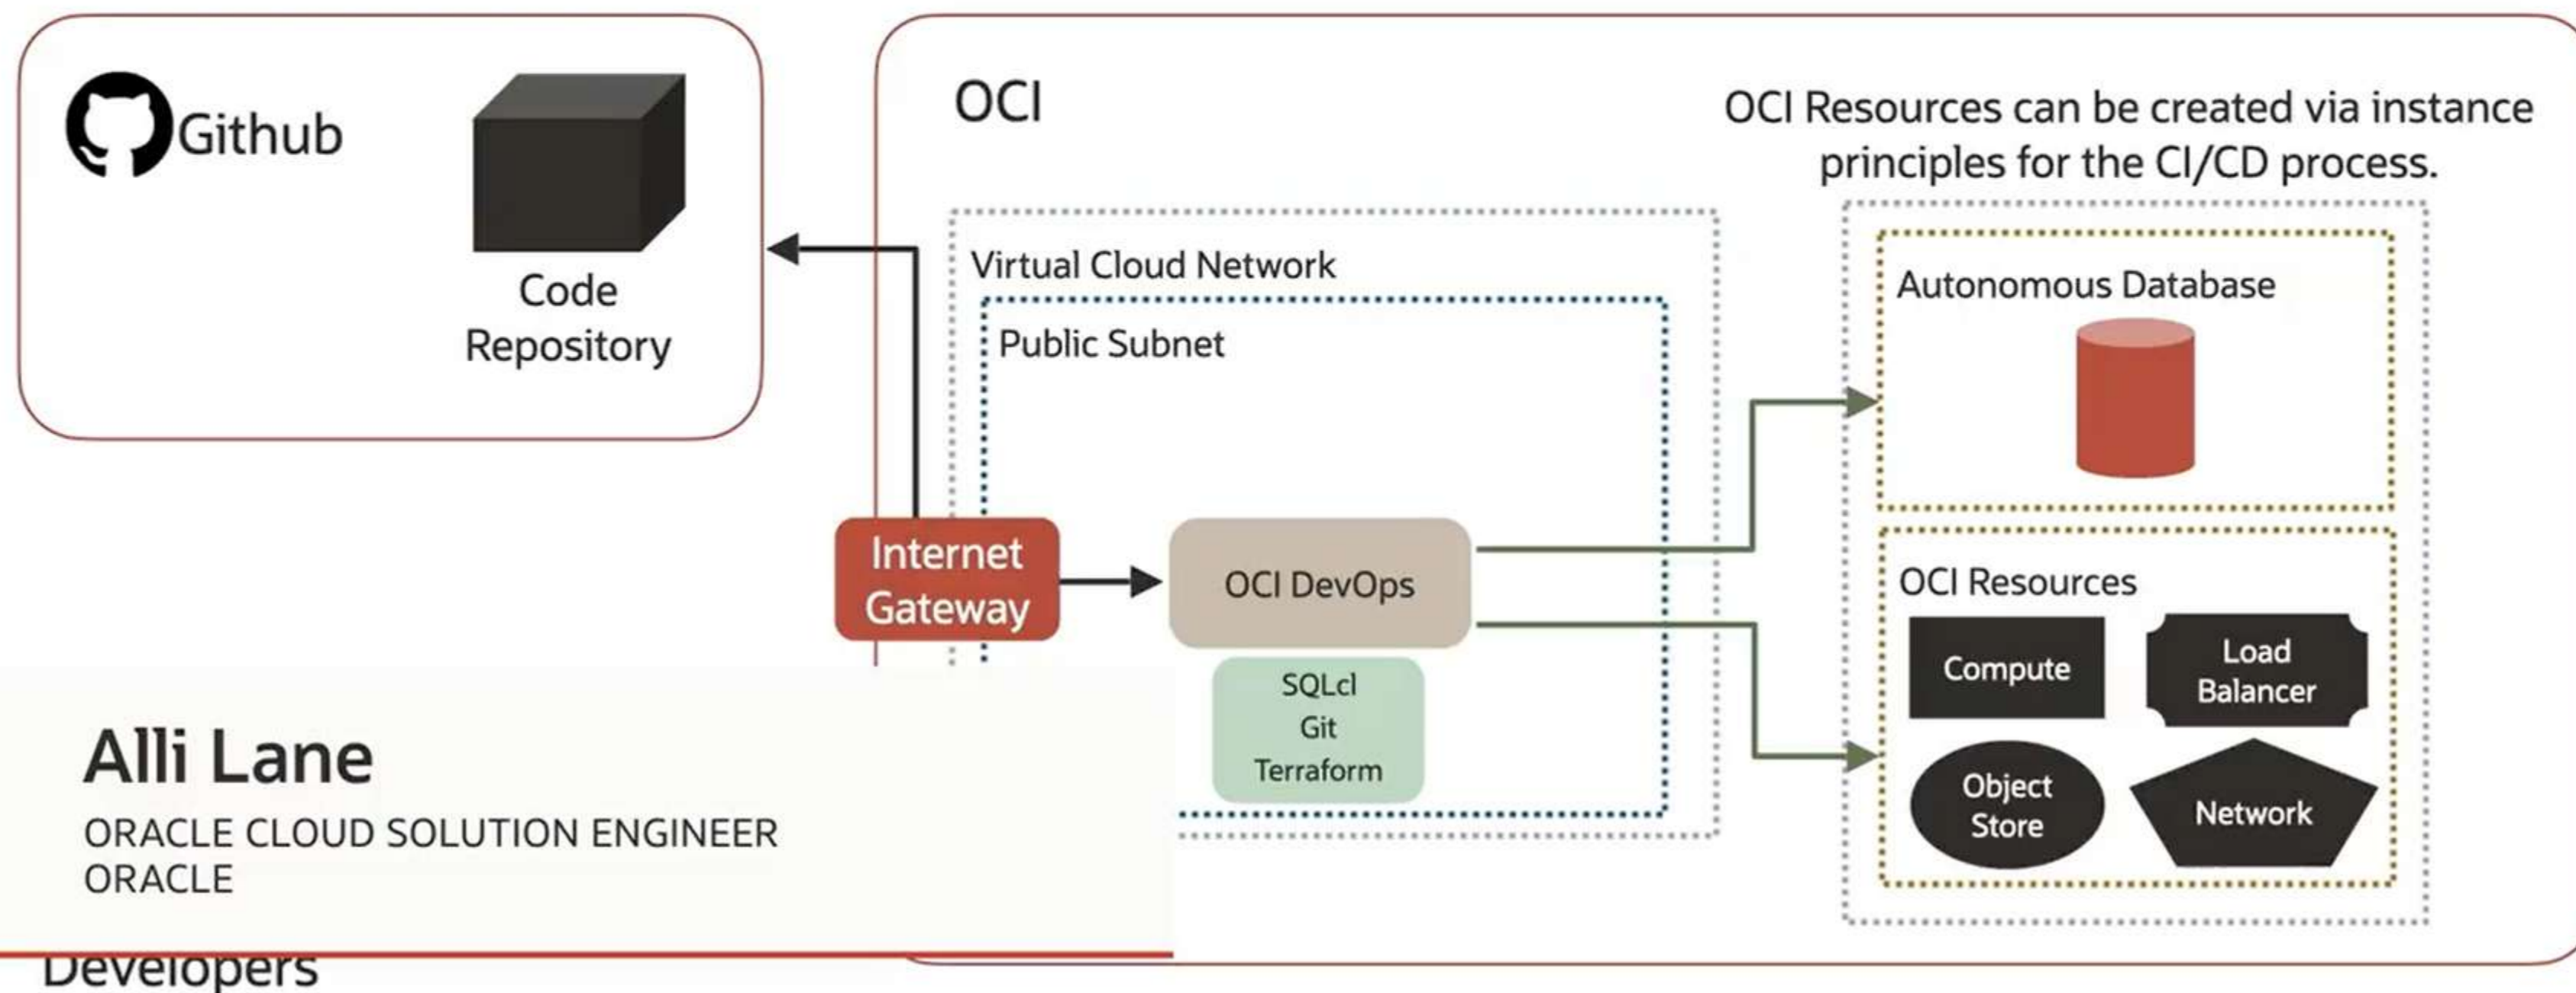 Github
Code
Repository
OCI
OCI Resources can be created via instance
principles for the CI/CD process.
Virtual Cloud Network
Public Subnet
Internet
Gateway
OCI DevOps
SQLcl
Git
Terraform
Autonomous Database
OCI Resources
Compute
Load
Balancer
Object
Store
Network
Alli Lane
ORACLE CLOUD SOLUTION ENGINEER
ORACLE
Developers